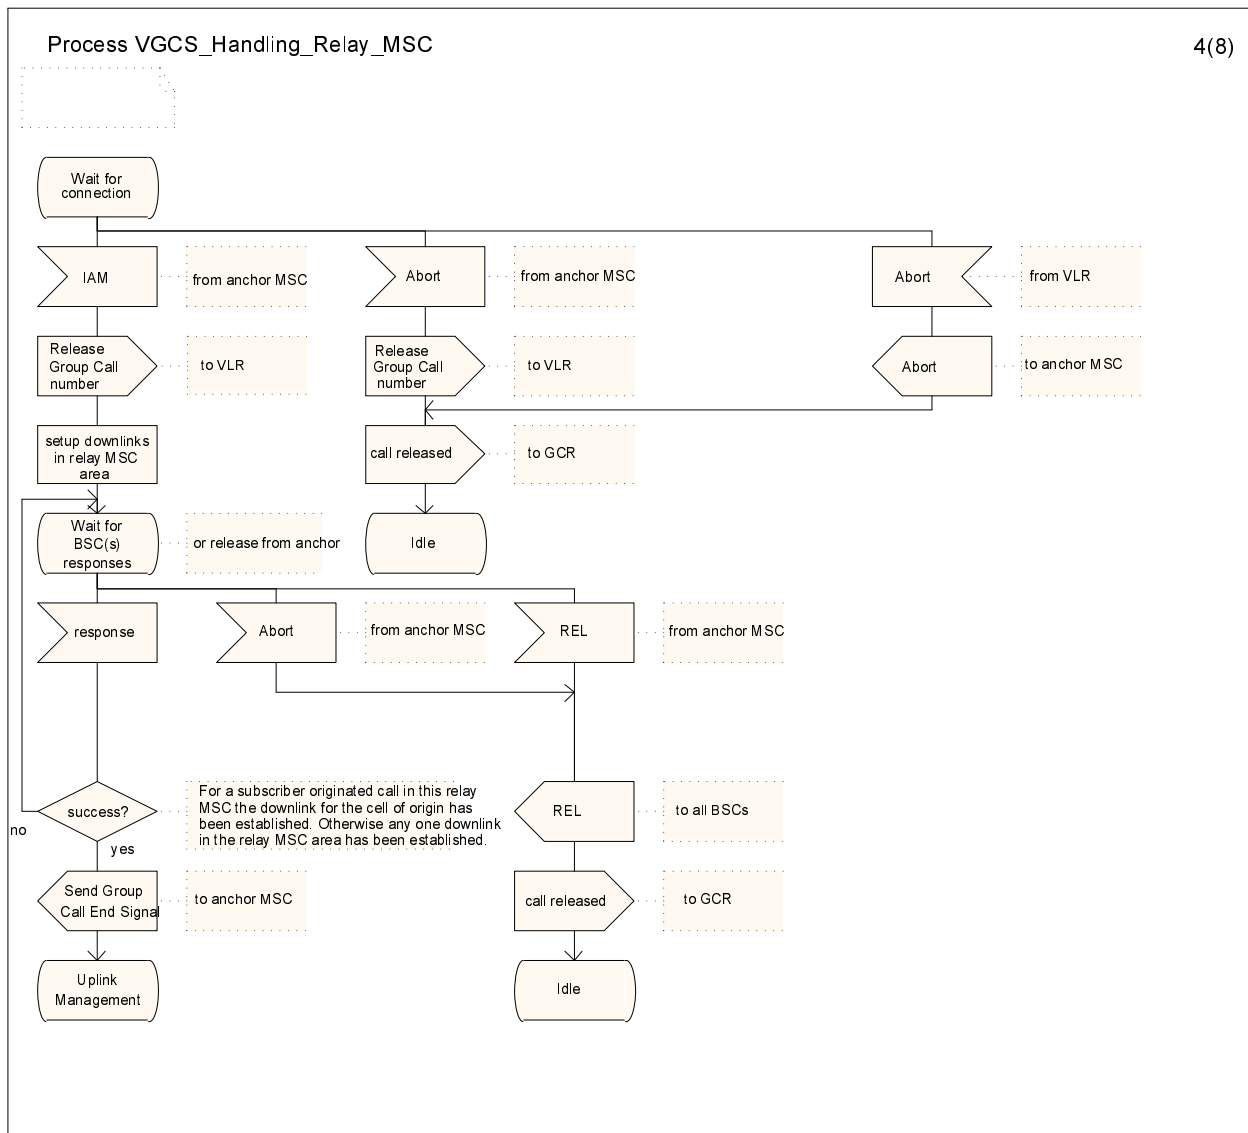 Process VGCS_Handling_Relay_MSC
4(8)
Wait for
connection
IAM
from anchor MSC
Abort
from anchor MSC
Abort
from VLR
Release
Group Call
number
to VLR
Release
Group Call
number
to VLR
Abort
to anchor MSC
setup downlinks
in relay MSC
area
call released
to GCR
Wait for
BSC(s)
responses
or release from anchor
Idle
response
Abort
from anchor MSC
REL
from anchor MSC
success?
no
yes
For a subscriber originated call in this relay
MSC the downlink for the cell of origin has
been established. Otherwise any one downlink
in the relay MSC area has been established.
REL
to all BSCs
Send Group
Call End Signal
to anchor MSC
call released
to GCR
Uplink
Management
Idle